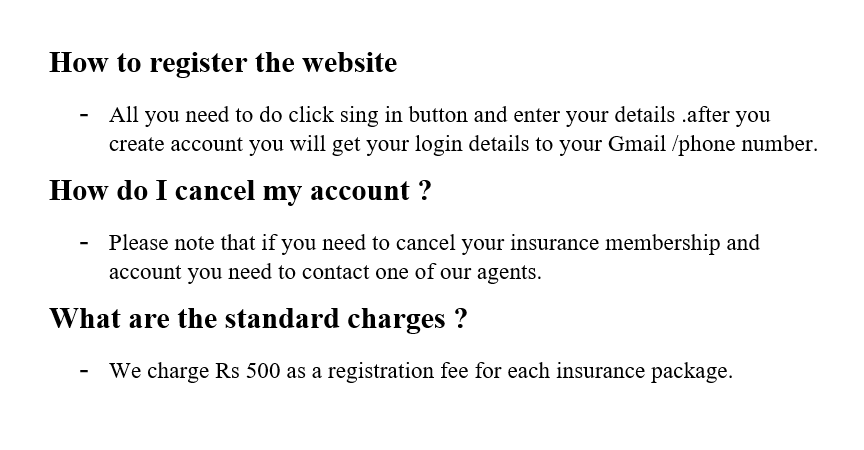 How to register the website
- All you need to do click sing in button and enter your details .after you
create account you will get your login details to your Gmail /phone number.
How do I cancel my account ?
- Please note that if you need to cancel your insurance membership and
account you need to contact one of our agents.
What are the standard charges ?
- We charge Rs 500 as a registration fee for each insurance package.